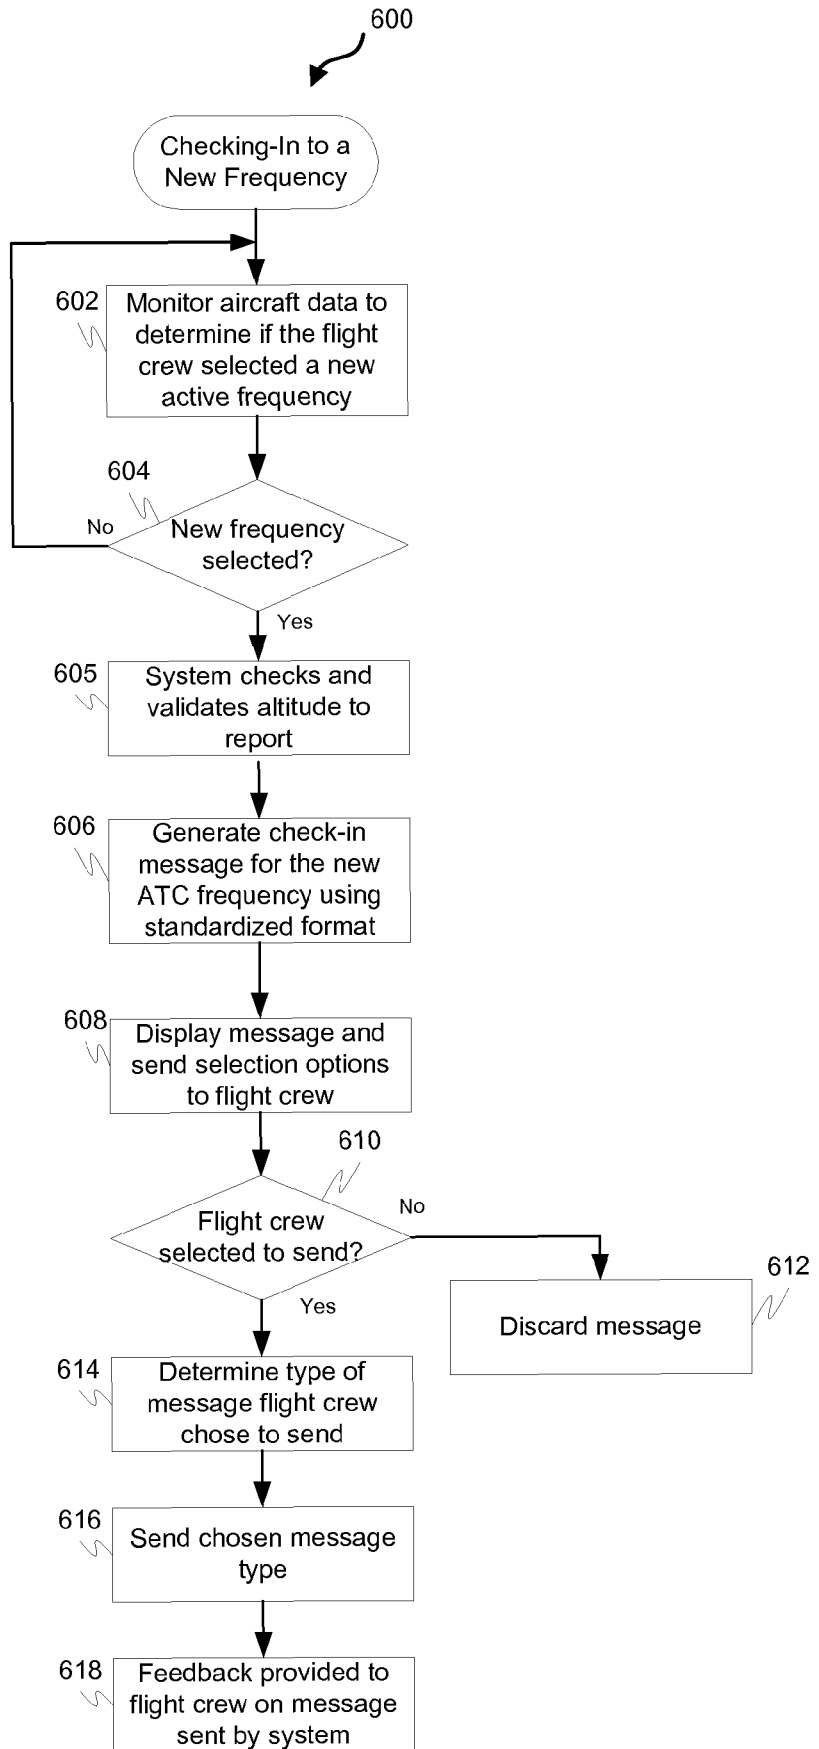 600
Checking-In to a
New Frequency
602
Monitor aircraft data to
determine if the flight
crew selected a new
active frequency
604
No
New frequency
selected?
Yes
605
System checks and
validates altitude to
report
606
Generate check-in
message for the new
ATC frequency using
standardized format
608
Display message and
send selection options
to flight crew
610
No
Flight crew
selected to send?
612
Yes
Discard message
614
Determine type of
message flight crew
chose to send
616
Send chosen message
type
618
Feedback provided to
flight crew on message
sent by system